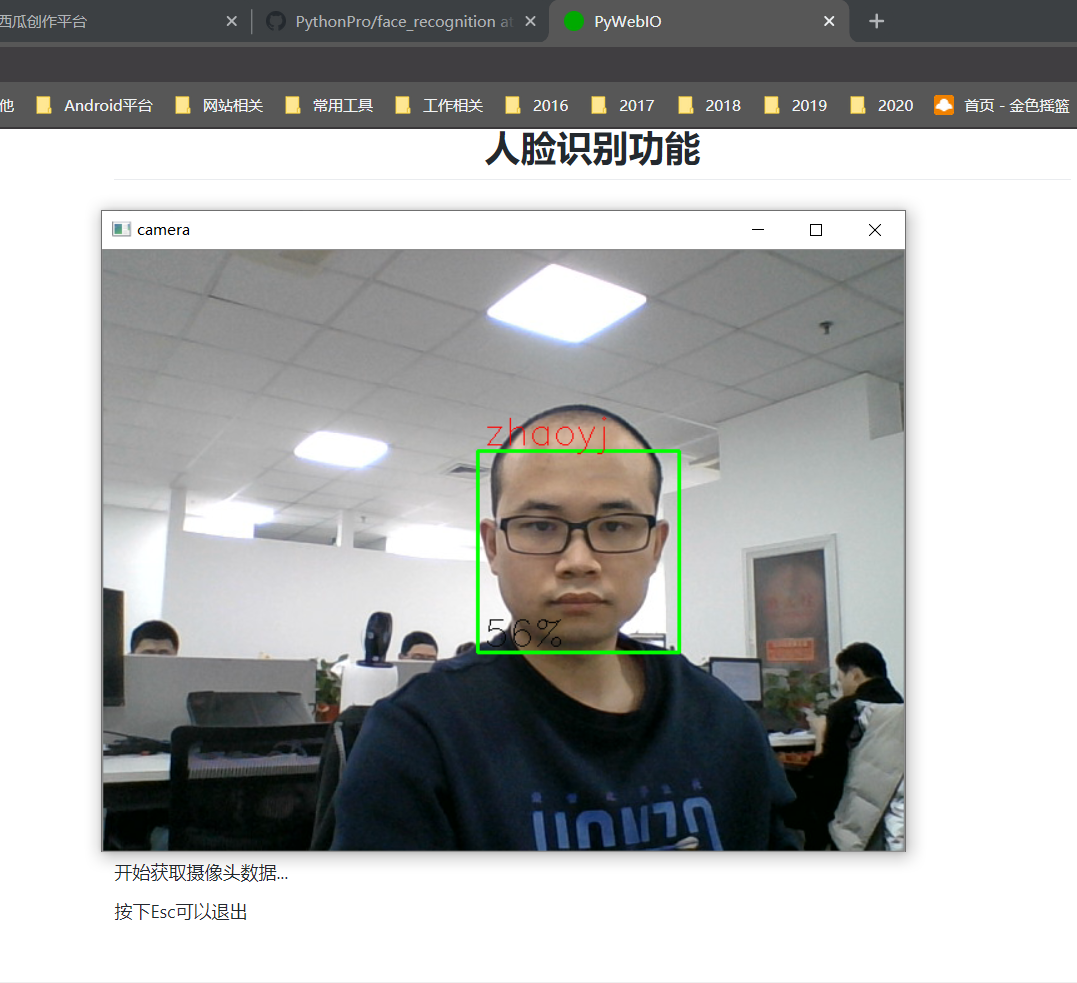 西瓜创作平台
PythonPro/face_recognition at
PyWebIO
他 Android平台 网站相关 常用工具 工作相关 2016 2017 2018 2019 2020 首页 - 金色摇篮
人脸识别功能
camera
zhaoyj
56%
开始获取摄像头数据...
按下Esc可以退出